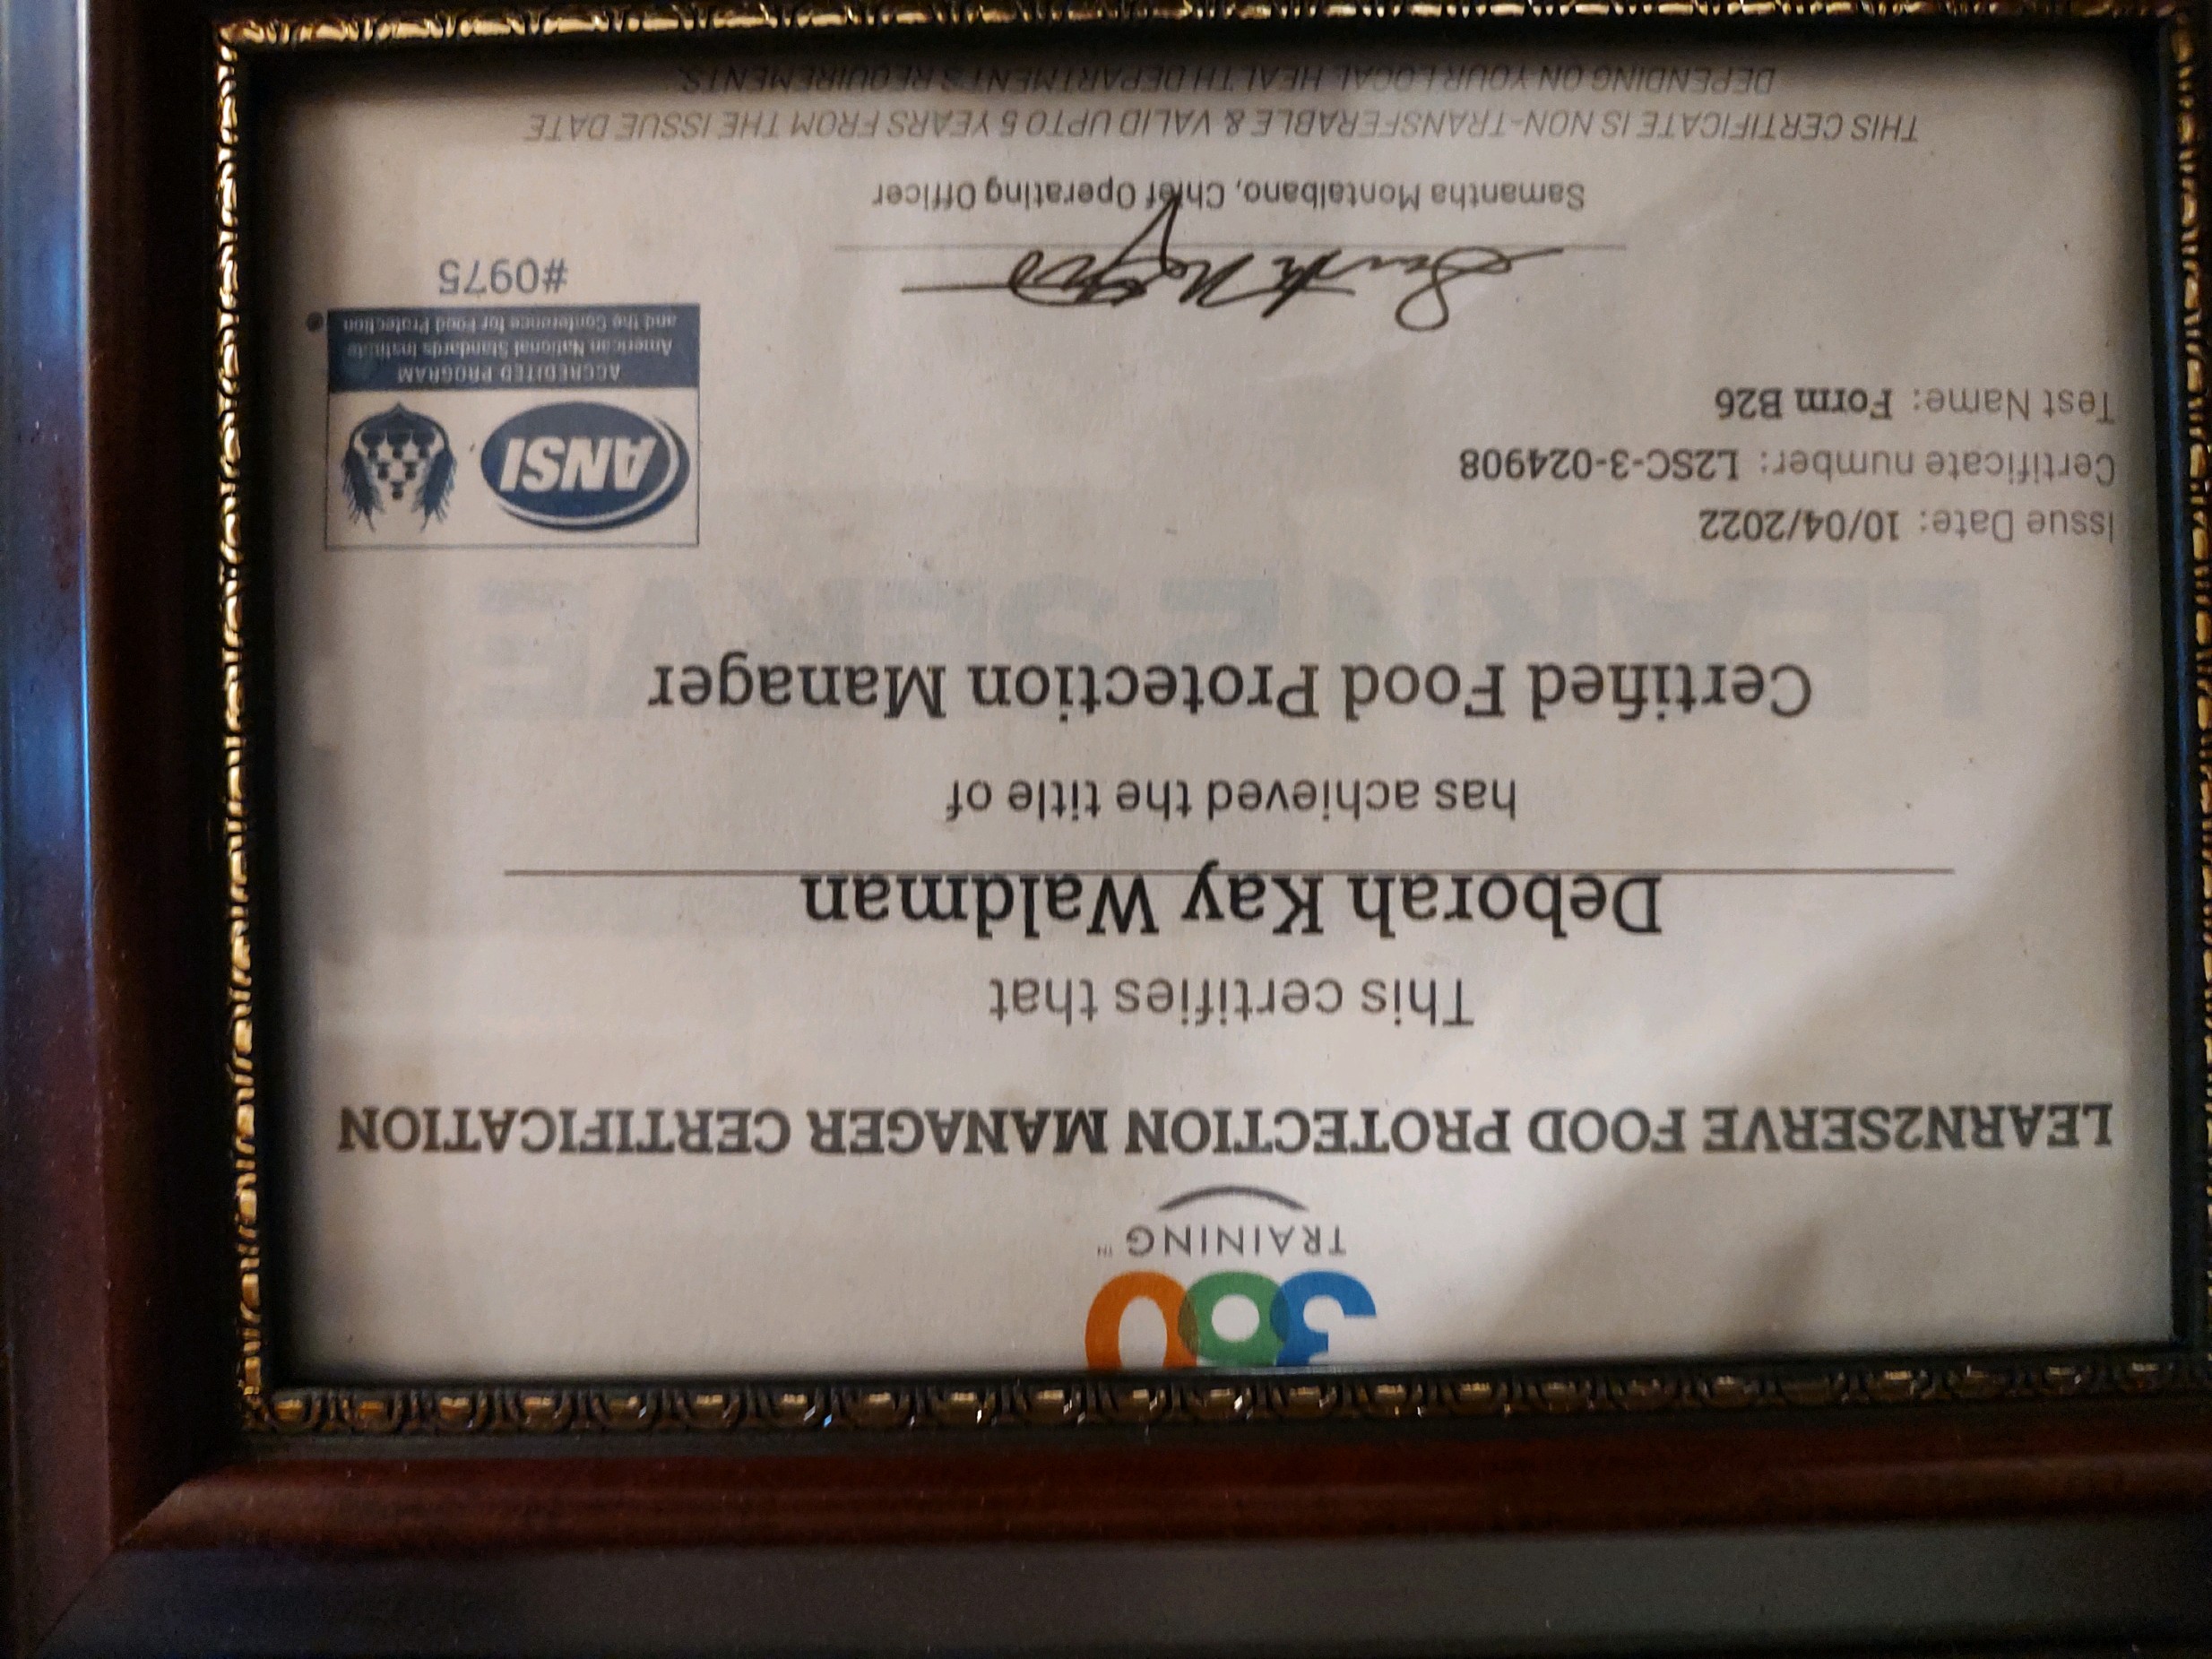 360
TRAINING™
LEARN2SERVE FOOD PROTECTION MANAGER CERTIFICATION
This certifies that
Deborah Kay Waldman
has achieved the title of
Certified Food Protection Manager
LEARN2SERVE
Issue Date: 10/04/2022
Certificate number: L2SC-3-024908
Test Name: Form B26
ANSI
ACCREDITED PROGRAM
American National Standards Institute
and the Conference for Food Protection
#0975
Samantha Montalbano, Chief Operating Officer
THIS CERTIFICATE IS NON-TRANSFERABLE & VALID UPTO 5 YEARS FROM THE ISSUE DATE
DEPENDING ON YOUR LOCAL HEALTH DEPARTMENT'S REQUIREMENTS.